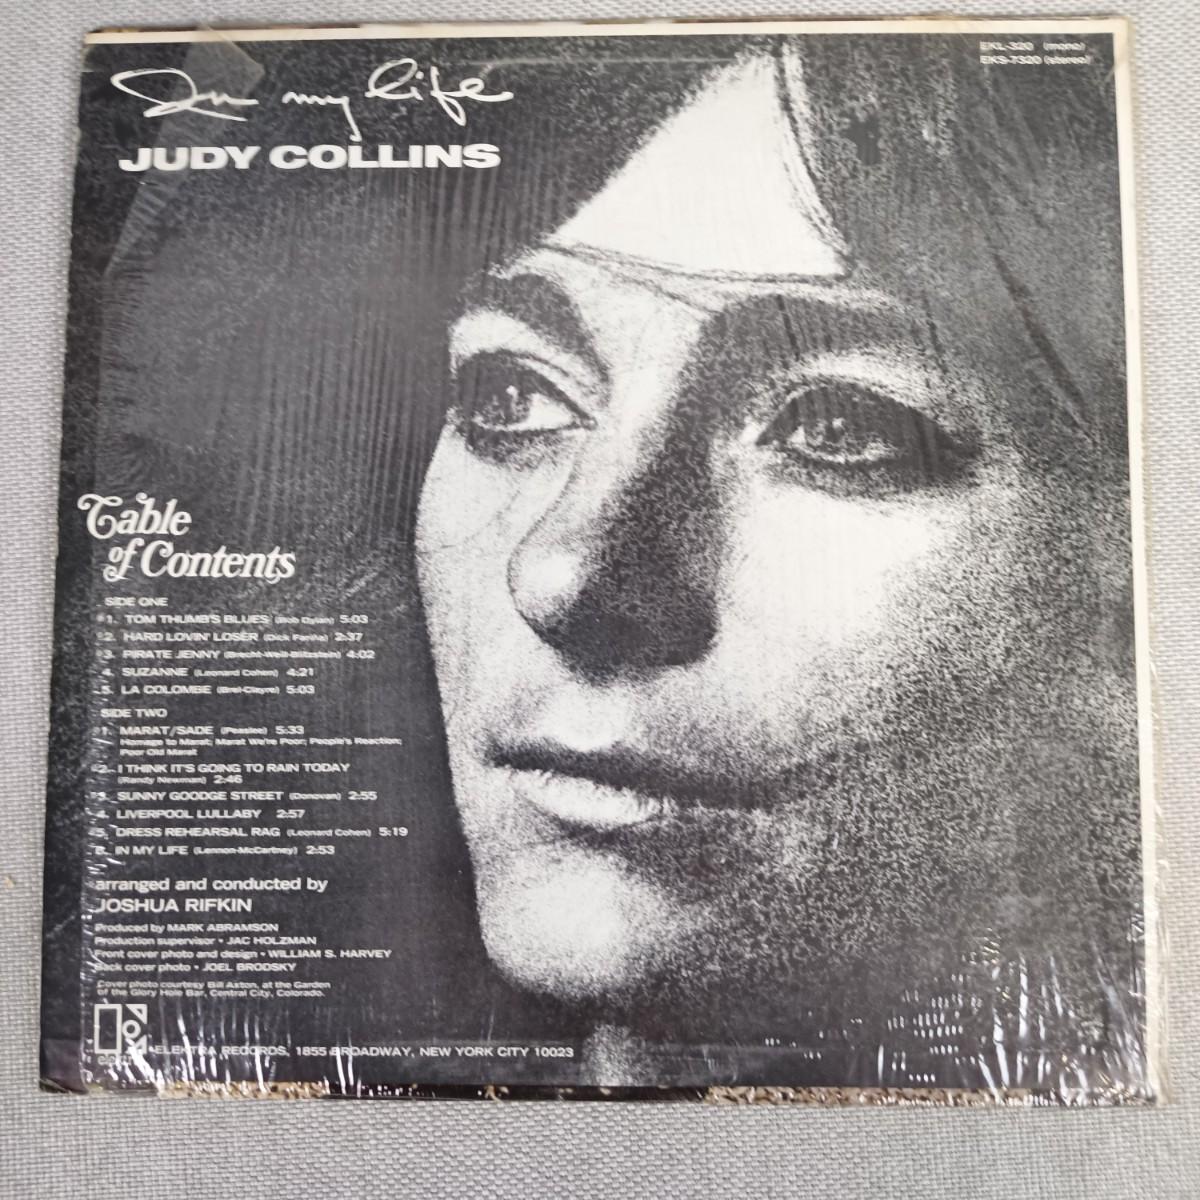 In my life
JUDY COLLINS
EKL-320 (mono)
EKS-7320 (stereo)
Table
of Contents
SIDE ONE
1. TOM THUMB'S BLUES (Bob Dylan) 5:03
2. HARD LOVIN' LOSER (Dick Fariña) 2:37
3. PIRATE JENNY (Brecht-Weill-Blitzstein) 4:02
4. SUZANNE (Leonard Cohen) 4:21
5. LA COLOMBE (Brel-Clayre) 5:03
SIDE TWO
1. MARAT/SADE (Peaslee) 5:33
Homage to Marat; Marat We're Poor; People's Reaction;
Poor Old Marat
2. I THINK IT'S GOING TO RAIN TODAY
(Randy Newman) 2:46
3. SUNNY GOODGE STREET (Donovan) 2:55
4. LIVERPOOL LULLABY 2:57
5. DRESS REHEARSAL RAG (Leonard Cohen) 5:19
6. IN MY LIFE (Lennon-McCartney) 2:53
arranged and conducted by
JOSHUA RIFKIN
Produced by MARK ABRAMSON
Production supervisor • JAC HOLZMAN
Front cover photo and design • WILLIAM S. HARVEY
Back cover photo • JOEL BRODSKY
Cover photo courtesy Bill Axton, at the Garden
of the Glory Hole Bar, Central City, Colorado.
ELEKTRA RECORDS, 1855 BROADWAY, NEW YORK CITY 10023